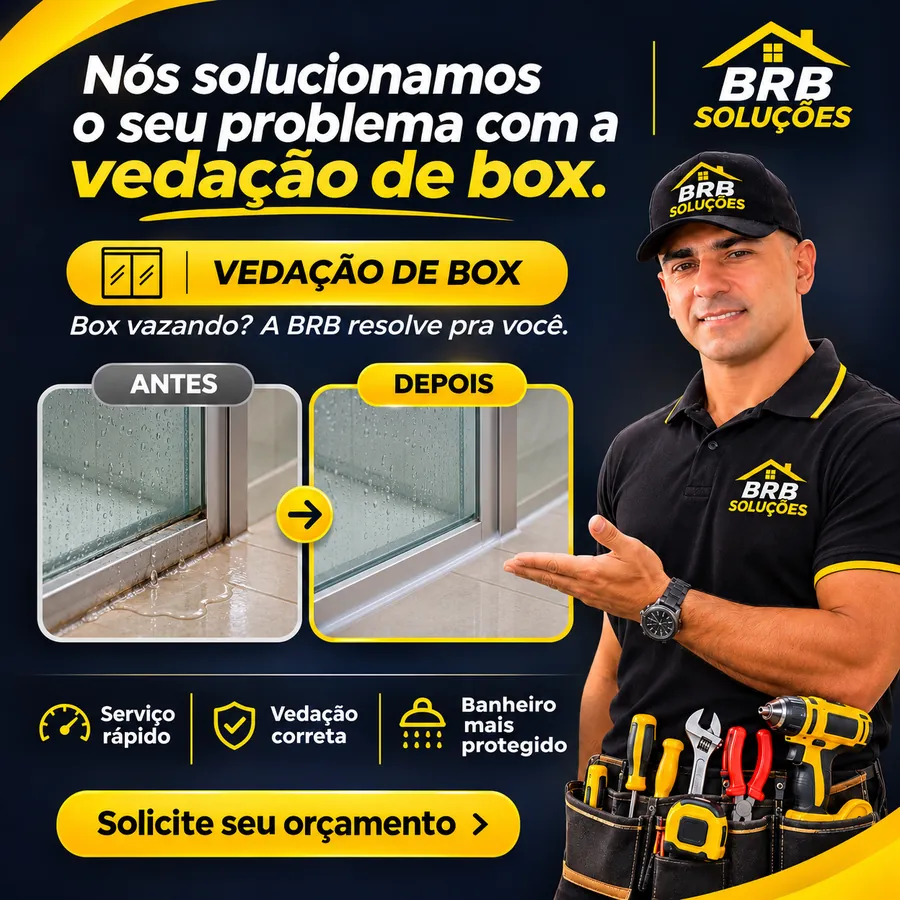 Nós solucionamos
o seu problema com a
vedação de box.
BRB
SOLUÇÕES
BRB
SOLUÇÕES
VEDAÇÃO DE BOX
Box vazando? A BRB resolve pra você.
ANTES
DEPOIS
BRB
SOLUÇÕES
Serviço
rápido
Vedação
correta
Banheiro
mais
protegido
Solicite seu orçamento